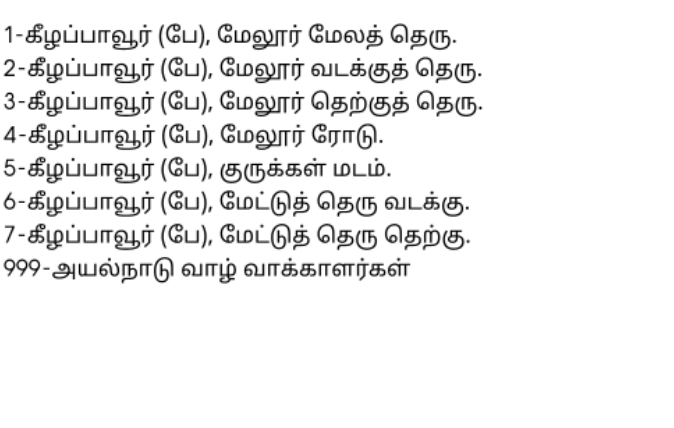 1-கீழப்பாவூர் (பே), மேலூர் மேலத் தெரு.
2-கீழப்பாவூர் (பே), மேலூர் வடக்குத் தெரு.
3-கீழப்பாவூர் (பே), மேலூர் தெற்குத் தெரு.
4-கீழப்பாவூர் (பே), மேலூர் ரோடு.
5-கீழப்பாவூர் (பே), குருக்கள் மடம்.
6-கீழப்பாவூர் (பே), மேட்டுத் தெரு வடக்கு.
7-கீழப்பாவூர் (பே), மேட்டுத் தெரு தெற்கு.
999-அயல்நாடு வாழ் வாக்காளர்கள்